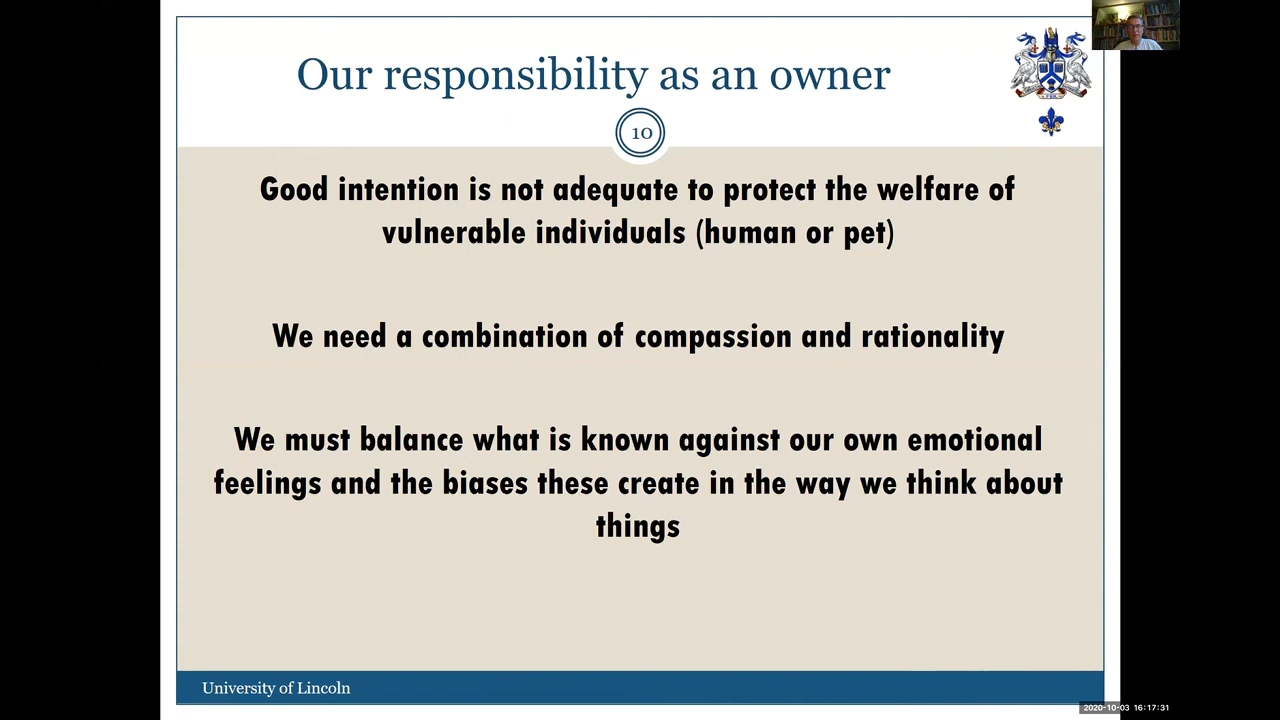 Our responsibility as an owner
10
Good intention is not adequate to protect the welfare of
vulnerable individuals (human or pet)
We need a combination of compassion and rationality
We must balance what is known against our own emotional
feelings and the biases these create in the way we think about
things
University of Lincoln
2020-10-03 16:17:31